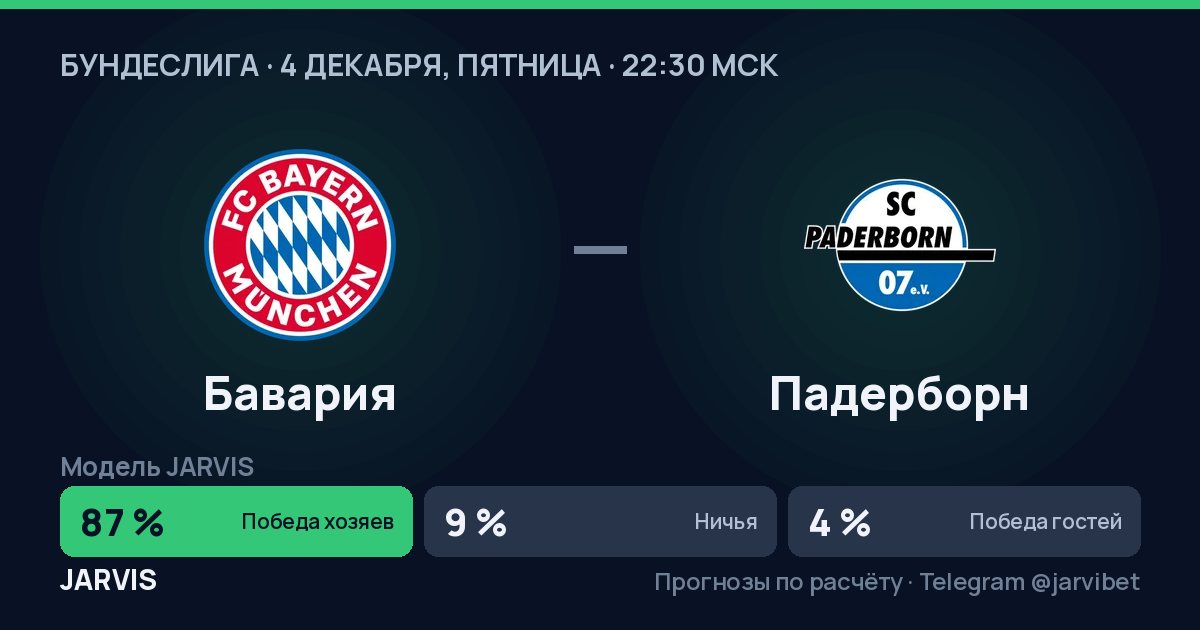 БУНДЕСЛИГА · 4 ДЕКАБРЯ, ПЯТНИЦА · 22:30 МСК
FC BAYERN
MÜNCHEN
SC
PADERBORN
07 e.V.
Бавария
—
Падерборн
Модель JARVIS
87 % Победа хозяев
9 % Ничья
4 % Победа гостей
JARVIS
Прогнозы по расчёту · Telegram @jarvibet